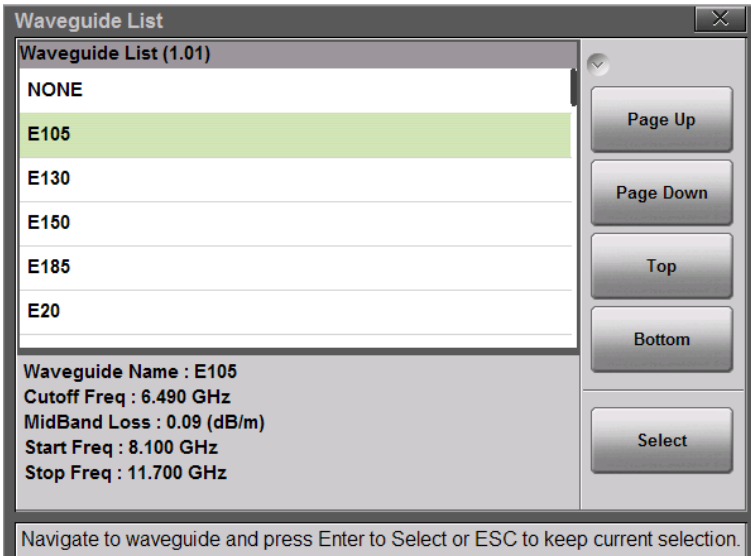 Waveguide List
Waveguide List (1.01)
NONE
E105
E130
E150
E185
E20
Page Up
Page Down
Top
Bottom
Select
Waveguide Name : E105
Cutoff Freq : 6.490 GHz
MidBand Loss : 0.09 (dB/m)
Start Freq : 8.100 GHz
Stop Freq : 11.700 GHz
Navigate to waveguide and press Enter to Select or ESC to keep current selection.